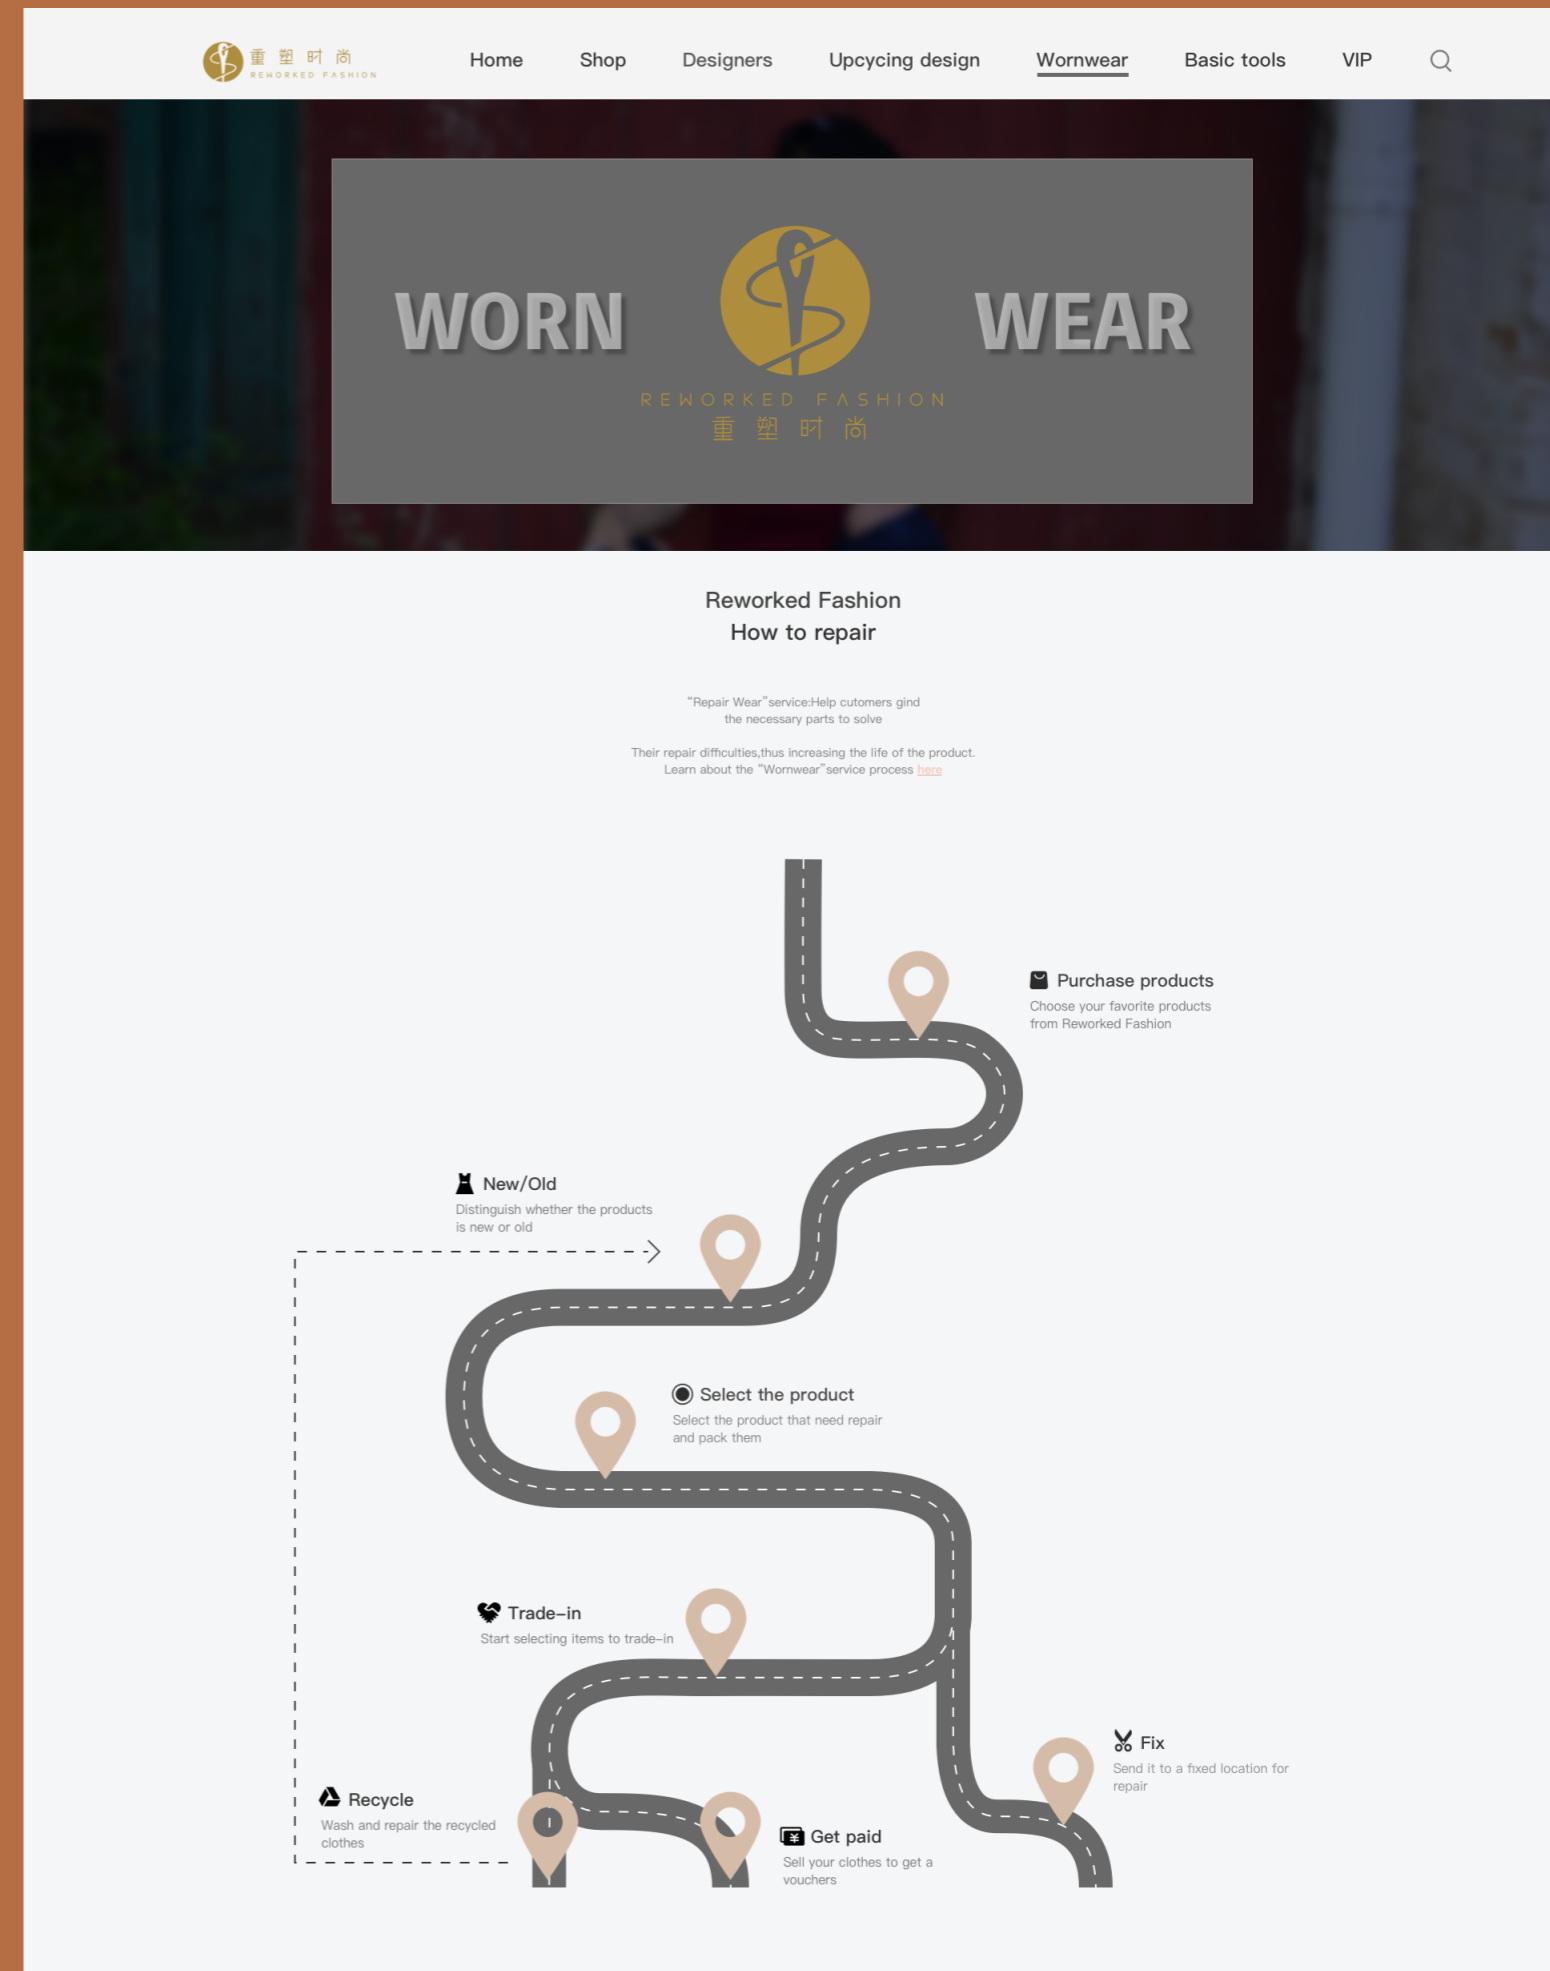 重塑时尚
REWORKED FASHION
Home Shop Designers Upcycing design Wornwear Basic tools VIP
WORN WEAR
REWORKED FASHION
重塑时尚
Reworked Fashion
How to repair
“Repair Wear”service:Help cutomers gind
the necessary parts to solve
Their repair difficulties,thus increasing the life of the product.
Learn about the “Wornwear”service process here
Purchase products
Choose your favorite products
from Reworked Fashion
New/Old
Distinguish whether the products
is new or old
Select the product
Select the product that need repair
and pack them
Trade-in
Start selecting items to trade-in
Fix
Send it to a fixed location for
repair
Recycle
Wash and repair the recycled
clothes
Get paid
Sell your clothes to get a
vouchers